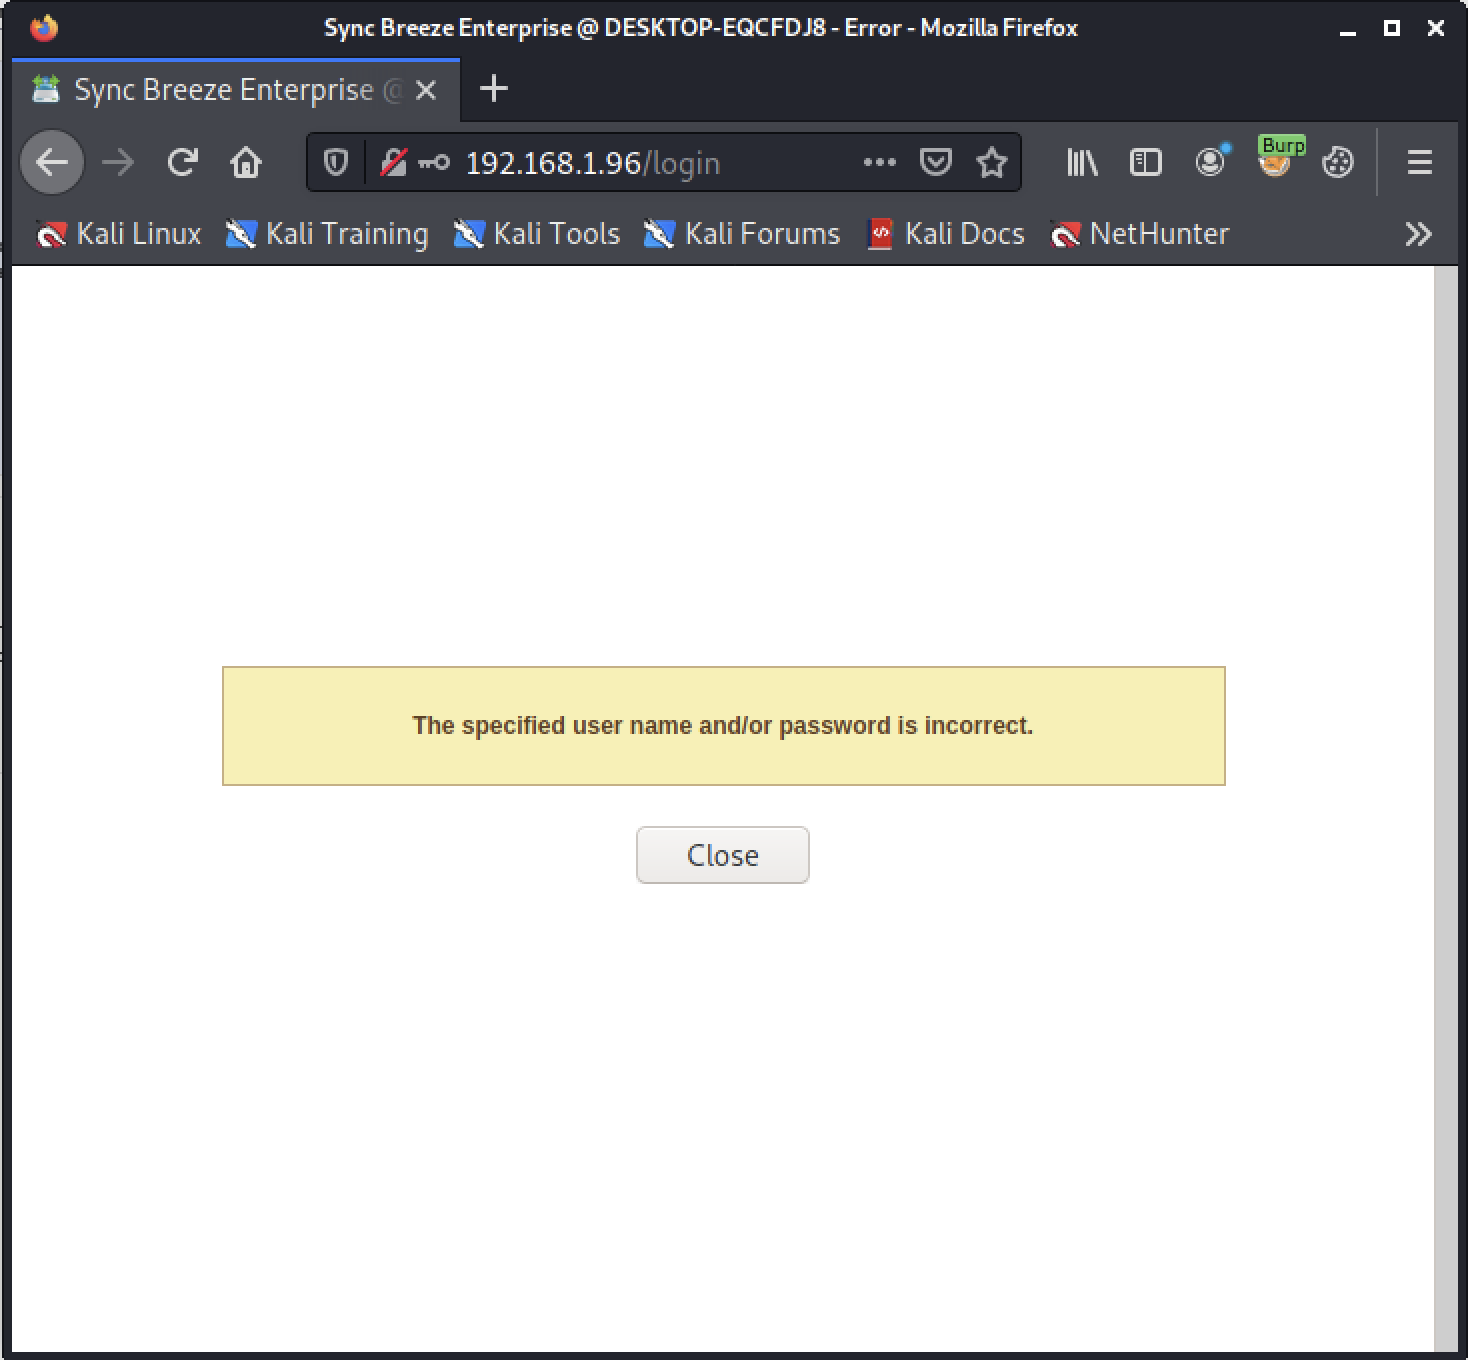 Sync Breeze Enterprise @ DESKTOP-EQCFDJ8 - Error - Mozilla Firefox
Sync Breeze Enterprise @
192.168.1.96/login
Burp
Kali Linux Kali Training Kali Tools Kali Forums Kali Docs NetHunter
The specified user name and/or password is incorrect.
Close